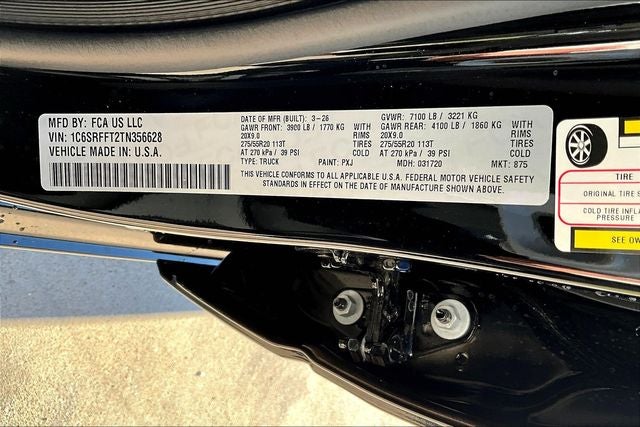 MFD BY: FCA US LLC
VIN: 1C6SRFFT2TN356628
VEHICLE MADE IN: U.S.A.
DATE OF MFR (BUILT): 3-26
GVWR: 7100 LB / 3221 KG
GAWR FRONT: 3900 LB / 1770 KG
WITH
GAWR REAR: 4100 LB / 1860 KG
WITH
20X9.0
RIMS
20X9.0
RIMS
275/55R20 113T
TIRES
275/55R20 113T
TIRES
AT 270 kPa / 39 PSI
AT 270 kPa / 39 PSI
TYPE: TRUCK
PAINT: PXJ
MDH: 031720
MKT: 875
THIS VEHICLE CONFORMS TO ALL APPLICABLE U.S.A. FEDERAL MOTOR VEHICLE SAFETY
STANDARDS IN EFFECT ON THE DATE OF MANUFACTURE SHOWN ABOVE.
TIRE
ORIGINAL TIRE S
COLD TIRE INFL
PRESSURE
SEE OW